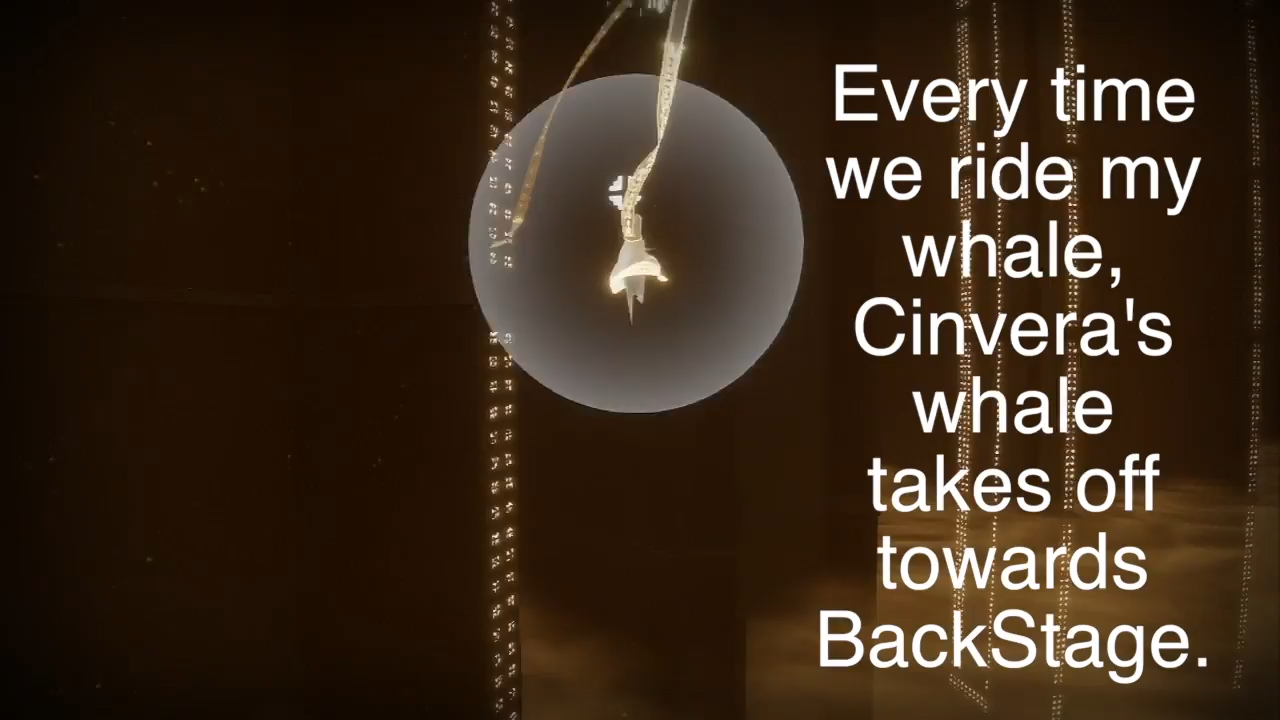 Every time
we ride my
whale,
Cinvera's
whale
takes off
towards
BackStage.